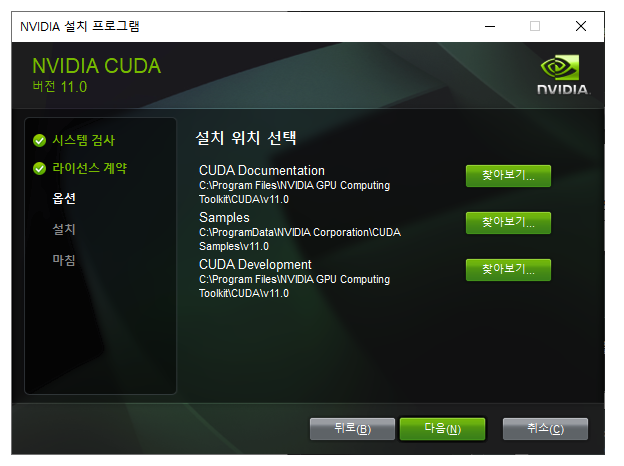 NVIDIA 설치 프로그램
NVIDIA CUDA
버전 11.0
NVIDIA.
시스템 검사
라이선스 계약
옵션
설치
마침
설치 위치 선택
CUDA Documentation
C:\Program Files\NVIDIA GPU Computing
Toolkit\CUDA\v11.0
찾아보기...
Samples
C:\ProgramData\NVIDIA Corporation\CUDA
Samples\v11.0
찾아보기...
CUDA Development
C:\Program Files\NVIDIA GPU Computing
Toolkit\CUDA\v11.0
찾아보기...
뒤로(B)
다음(N)
취소(C)